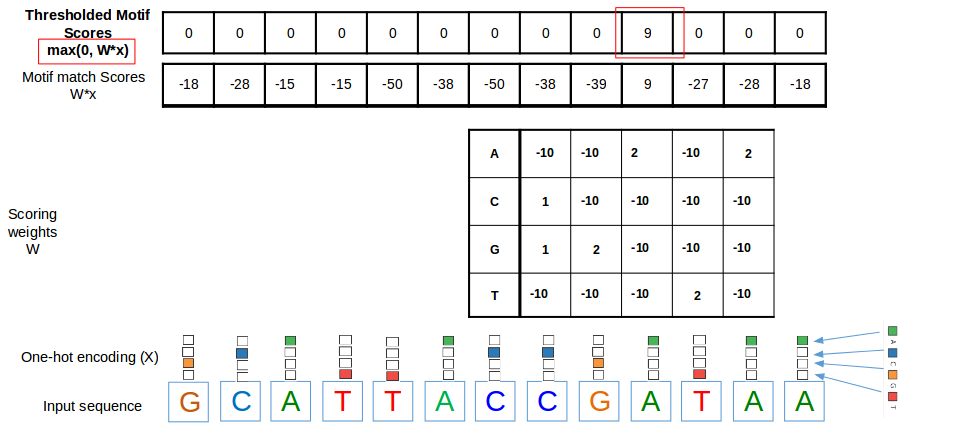 Thresholded Motif
Scores
max(0, W*x)
0 0 0 0 0 0 0 0 0 9 0 0 0
Motif match Scores
W*x
-18 -28 -15 -15 -50 -38 -50 -38 -39 9 -27 -28 -18
Scoring
weights
W
A -10 -10 2 -10 2
C 1 -10 -10 -10 -10
G 1 2 -10 -10 -10
T -10 -10 -10 2 -10
One-hot encoding (X)
A
C
G
T
Input sequence
G C A T T A C C G A T A A